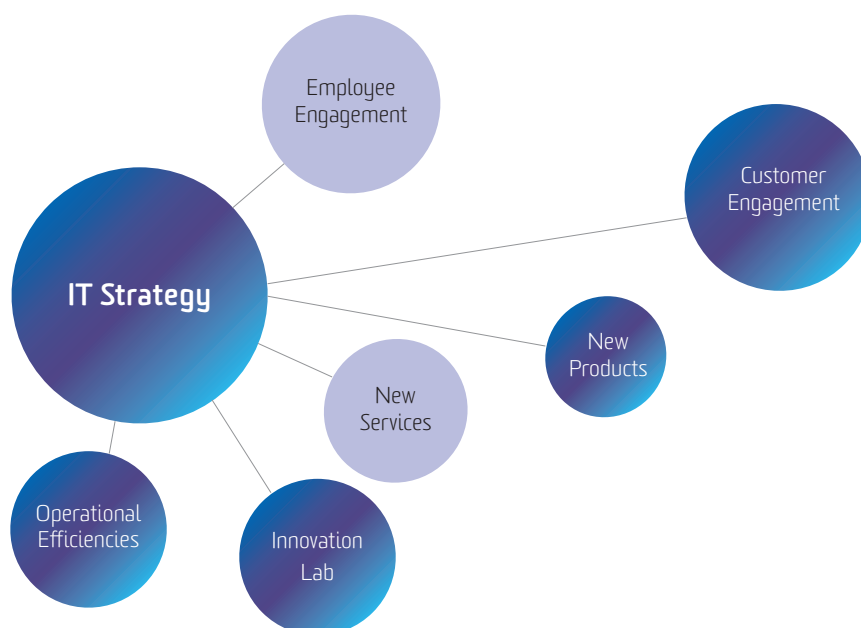 Employee
Engagement
Customer
Engagement
IT Strategy
New
Products
New
Services
Operational
Efficiencies
Innovation
Lab